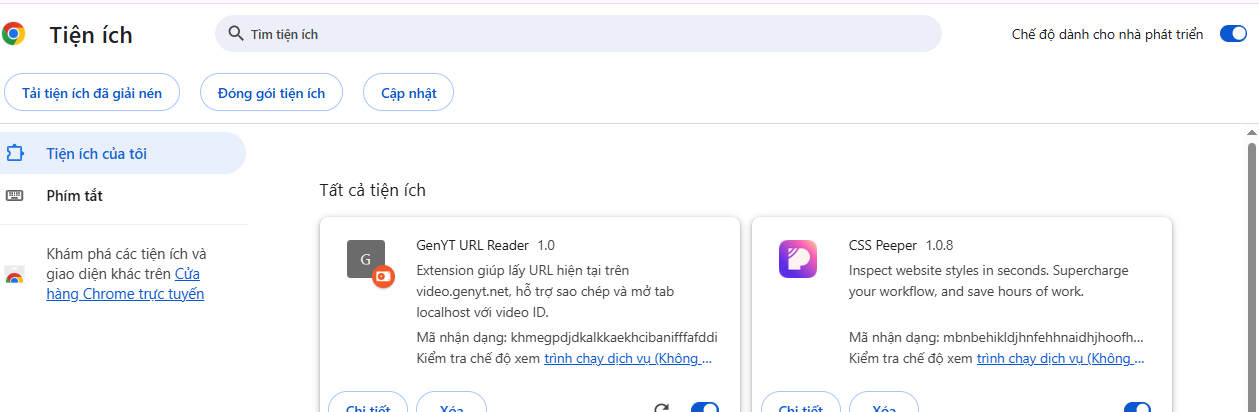 Tiện ích
Tìm tiện ích
Chế độ dành cho nhà phát triển
Tải tiện ích đã giải nén
Đóng gói tiện ích
Cập nhật
Tiện ích của tôi
Phím tắt
Khám phá các tiện ích và
giao diện khác trên Cửa
hàng Chrome trực tuyến
Tất cả tiện ích
G
GenYT URL Reader 1.0
Extension giúp lấy URL hiện tại trên
video.genyt.net, hỗ trợ sao chép và mở tab
localhost với video ID.
Mã nhận dạng: khmegpdjdkalkkaekhcibanifffafddi
Kiểm tra chế độ xem trình chạy dịch vụ (Không ...
Chi tiết
Xóa
CSS Peeper 1.0.8
Inspect website styles in seconds. Supercharge
your workflow, and save hours of work.
Mã nhận dạng: mbnbehikldjhnfehhnaidhjhoofh...
Kiểm tra chế độ xem trình chạy dịch vụ (Không ...
Chi tiết
Xóa